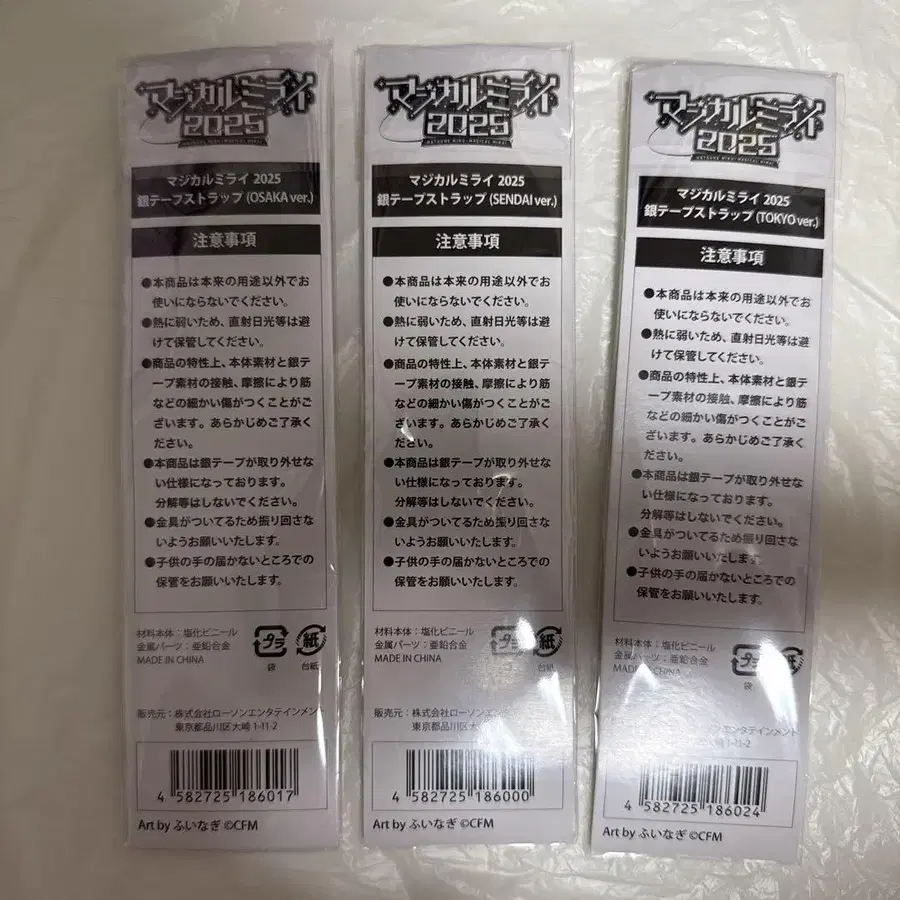 マジカルミライ
2025
HATSUNE MIKU「MAGICAL MIRAI」
マジカルミライ 2025
銀テープストラップ (OSAKA ver.)
注意事項
●本商品は本来の用途以外でお
使いにならないでください。
●熱に弱いため、直射日光等は避
けて保管してください。
●商品の特性上、本体素材と銀テ
ープ素材の接触、摩擦により筋
などの細かい傷がつくことがご
ざいます。あらかじめご了承く
ださい。
●本商品は銀テープが取り外せな
い仕様になっております。
分解等はしないでください。
●金具がついてるため振り回さな
いようお願いいたします。
●子供の手の届かないところでの
保管をお願いいたします。
材料本体：塩化ビニール
金属パーツ：亜鉛合金
MADE IN CHINA
プラ
袋
紙
台紙
販売元：株式会社ローソンエンタテインメント
東京都品川区大崎 1-11-2
4 582725 186017
Art by ふいなぎ ©CFM
マジカルミライ
2025
HATSUNE MIKU「MAGICAL MIRAI」
マジカルミライ 2025
銀テープストラップ (SENDAI ver.)
注意事項
●本商品は本来の用途以外でお
使いにならないでください。
●熱に弱いため、直射日光等は避
けて保管してください。
●商品の特性上、本体素材と銀テ
ープ素材の接触、摩擦により筋
などの細かい傷がつくことがご
ざいます。あらかじめご了承く
ださい。
●本商品は銀テープが取り外せな
い仕様になっております。
分解等はしないでください。
●金具がついてるため振り回さな
いようお願いいたします。
●子供の手の届かないところでの
保管をお願いいたします。
材料本体：塩化ビニール
金属パーツ：亜鉛合金
MADE IN CHINA
プラ
紙
台紙
販売元：株式会社ローソンエンタ
東京都品川区大崎
4 582725 186000
Art by ふいなぎ ©CFM
マジカルミライ
2025
HATSUNE MIKU「MAGICAL MIRAI」
マジカルミライ 2025
銀テープストラップ (TOKYO ver.)
注意事項
●本商品は本来の用途以外でお
使いにならないでください。
●熱に弱いため、直射日光等は避
けて保管してください。
●商品の特性上、本体素材と銀テ
ープ素材の接触、摩擦により筋
などの細かい傷がつくことがご
ざいます。あらかじめご了承く
ださい。
●本商品は銀テープが取り外せな
い仕様になっております。
分解等はしないでください。
●金具がついてるため振り回さな
いようお願いいたします。
●子供の手の届かないところでの
保管をお願いいたします。
材料本体：塩化ビニール
金属パーツ：亜鉛合金
MADE IN CHINA
プラ
袋
紙
台紙
エンタテインメント
大崎 1-11-2
4 582725 186024
Art by ふいなぎ ©CFM